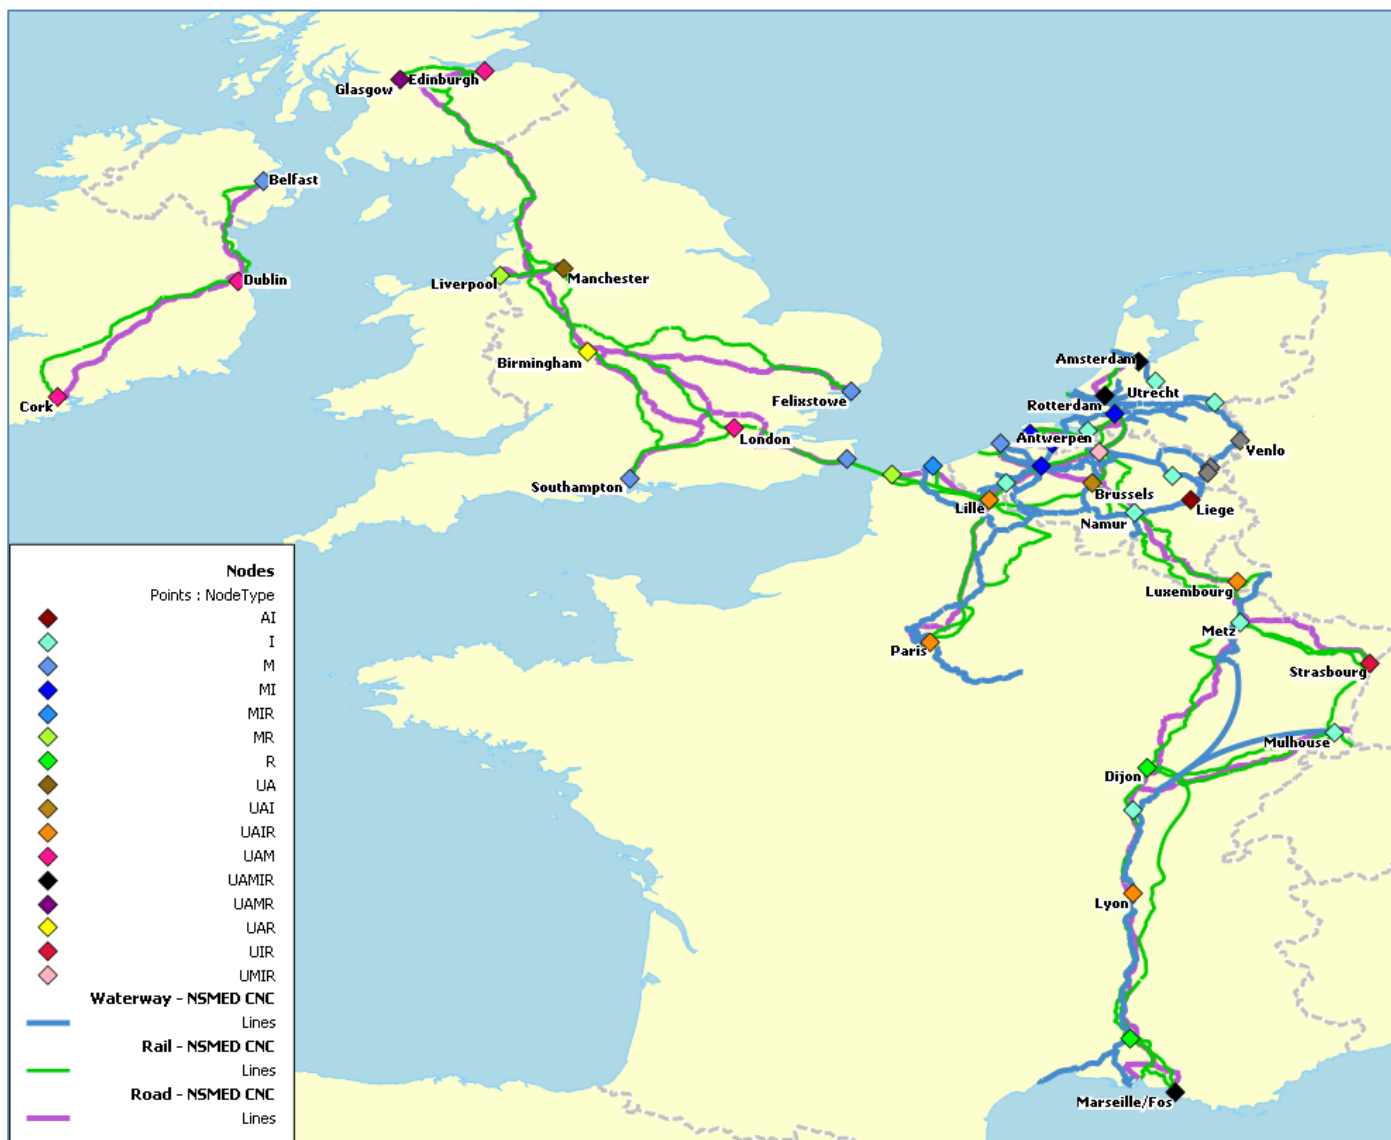 Edinburgh
Glasgow
Belfast
Dublin
Liverpool
Manchester
Birmingham
Cork
Felixstowe
London
Southampton
Amsterdam
Utrecht
Rotterdam
Antwerpen
Venlo
Brussels
Lille
Liege
Namur
Luxembourg
Metz
Paris
Strasbourg
Mulhouse
Dijon
Lyon
Marseille/Fos
Nodes
Points : NodeType
AI
I
M
MI
MIR
MR
R
UA
UAI
UAIR
UAM
UAMIR
UAMR
UAR
UIR
UMIR
Waterway - NSMED CNC
Lines
Rail - NSMED CNC
Lines
Road - NSMED CNC
Lines